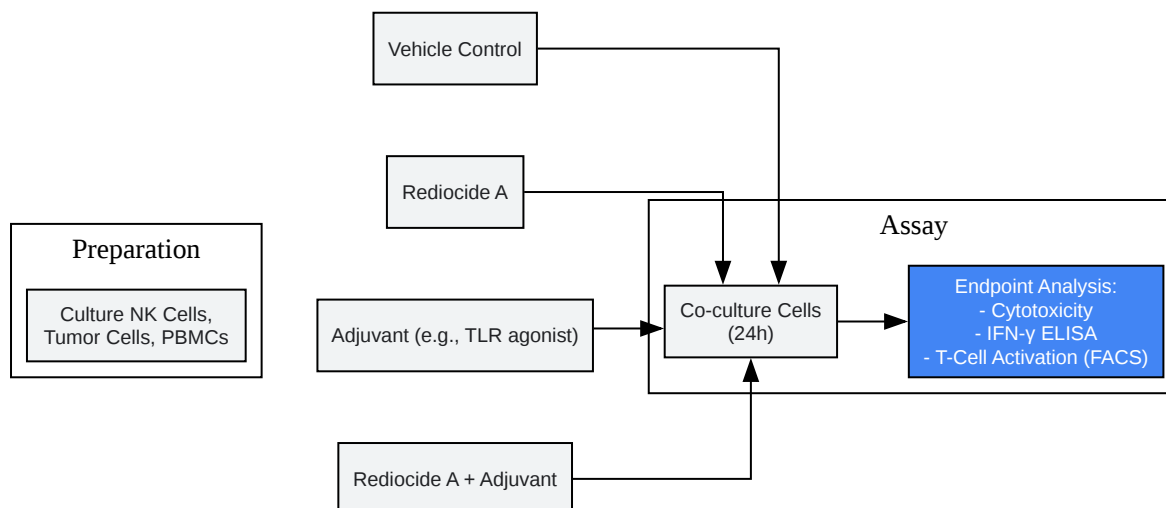 Vehicle Control
Rediocide A
Preparation
Culture NK Cells,
Tumor Cells, PBMCs
Adjuvant (e.g., TLR agonist)
Rediocide A + Adjuvant
Assay
Co-culture Cells
(24h)
Endpoint Analysis:
- Cytotoxicity
- IFN-γ ELISA
- T-Cell Activation (FACS)